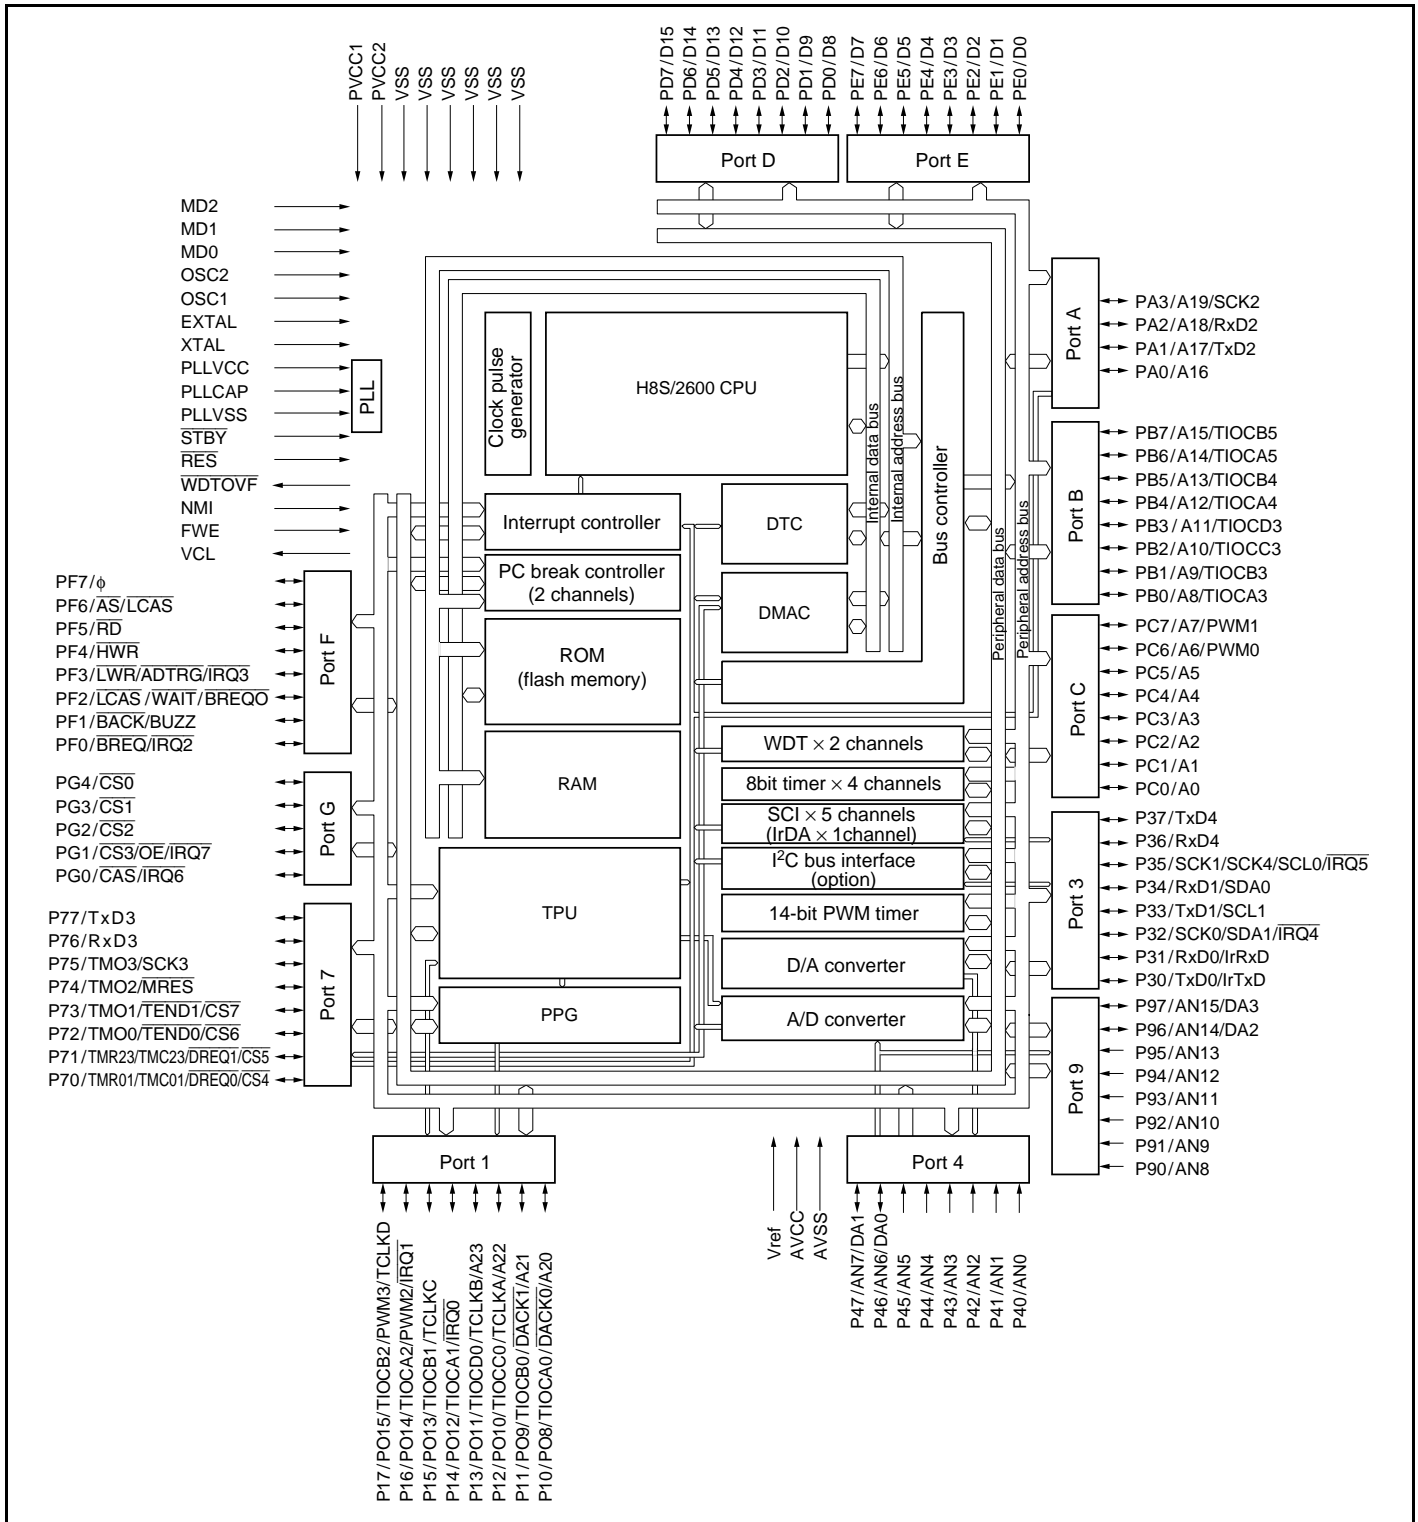 PVCC1
PVCC2
VSS
VSS
VSS
VSS
VSS
VSS
PD7/D15
PD6/D14
PD5/D13
PD4/D12
PD3/D11
PD2/D10
PD1/D9
PD0/D8
PE7/D7
PE6/D6
PE5/D5
PE4/D4
PE3/D3
PE2/D2
PE1/D1
PE0/D0
Port D
Port E
MD2
MD1
MD0
OSC2
OSC1
EXTAL
XTAL
PLLVCC
PLLCAP
PLLVSS
STBY
RES
WDTOVF
NMI
FWE
VCL
PLL
Clock pulse
generator
H8S/2600 CPU
Internal data bus
Internal address bus
Bus controller
Peripheral data bus
Peripheral address bus
Port A
PA3/A19/SCK2
PA2/A18/RxD2
PA1/A17/TxD2
PA0/A16
Interrupt controller
DTC
Port B
PB7/A15/TIOCB5
PB6/A14/TIOCA5
PB5/A13/TIOCB4
PB4/A12/TIOCA4
PB3/A11/TIOCD3
PB2/A10/TIOCC3
PB1/A9/TIOCB3
PB0/A8/TIOCA3
PC break controller
(2 channels)
DMAC
PF7/ϕ
PF6/AS/LCAS
PF5/RD
PF4/HWR
PF3/LWR/ADTRG/IRQ3
PF2/LCAS/WAIT/BREQO
PF1/BACK/BUZZ
PF0/BREQ/IRQ2
Port F
ROM
(flash memory)
Port C
PC7/A7/PWM1
PC6/A6/PWM0
PC5/A5
PC4/A4
PC3/A3
PC2/A2
PC1/A1
PC0/A0
WDT × 2 channels
8bit timer × 4 channels
SCI × 5 channels
(IrDA × 1channel)
I²C bus interface
(option)
14-bit PWM timer
D/A converter
A/D converter
RAM
PG4/CS0
PG3/CS1
PG2/CS2
PG1/CS3/OE/IRQ7
PG0/CAS/IRQ6
Port G
TPU
PPG
Port 3
P37/TxD4
P36/RxD4
P35/SCK1/SCK4/SCL0/IRQ5
P34/RxD1/SDA0
P33/TxD1/SCL1
P32/SCK0/SDA1/IRQ4
P31/RxD0/IrRxD
P30/TxD0/IrTxD
P77/TxD3
P76/RxD3
P75/TMO3/SCK3
P74/TMO2/MRES
P73/TMO1/TEND1/CS7
P72/TMO0/TEND0/CS6
P71/TMR23/TMC23/DREQ1/CS5
P70/TMR01/TMC01/DREQ0/CS4
Port 7
Port 9
P97/AN15/DA3
P96/AN14/DA2
P95/AN13
P94/AN12
P93/AN11
P92/AN10
P91/AN9
P90/AN8
Port 1
Port 4
P17/PO15/TIOCB2/PWM3/TCLKD
P16/PO14/TIOCA2/PWM2/IRQ1
P15/PO13/TIOCB1/TCLKC
P14/PO12/TIOCA1/IRQ0
P13/PO11/TIOCD0/TCLKB/A23
P12/PO10/TIOCC0/TCLKA/A22
P11/PO9/TIOCB0/DACK1/A21
P10/PO8/TIOCA0/DACK0/A20
Vref
AVCC
AVSS
P47/AN7/DA1
P46/AN6/DA0
P45/AN5
P44/AN4
P43/AN3
P42/AN2
P41/AN1
P40/AN0